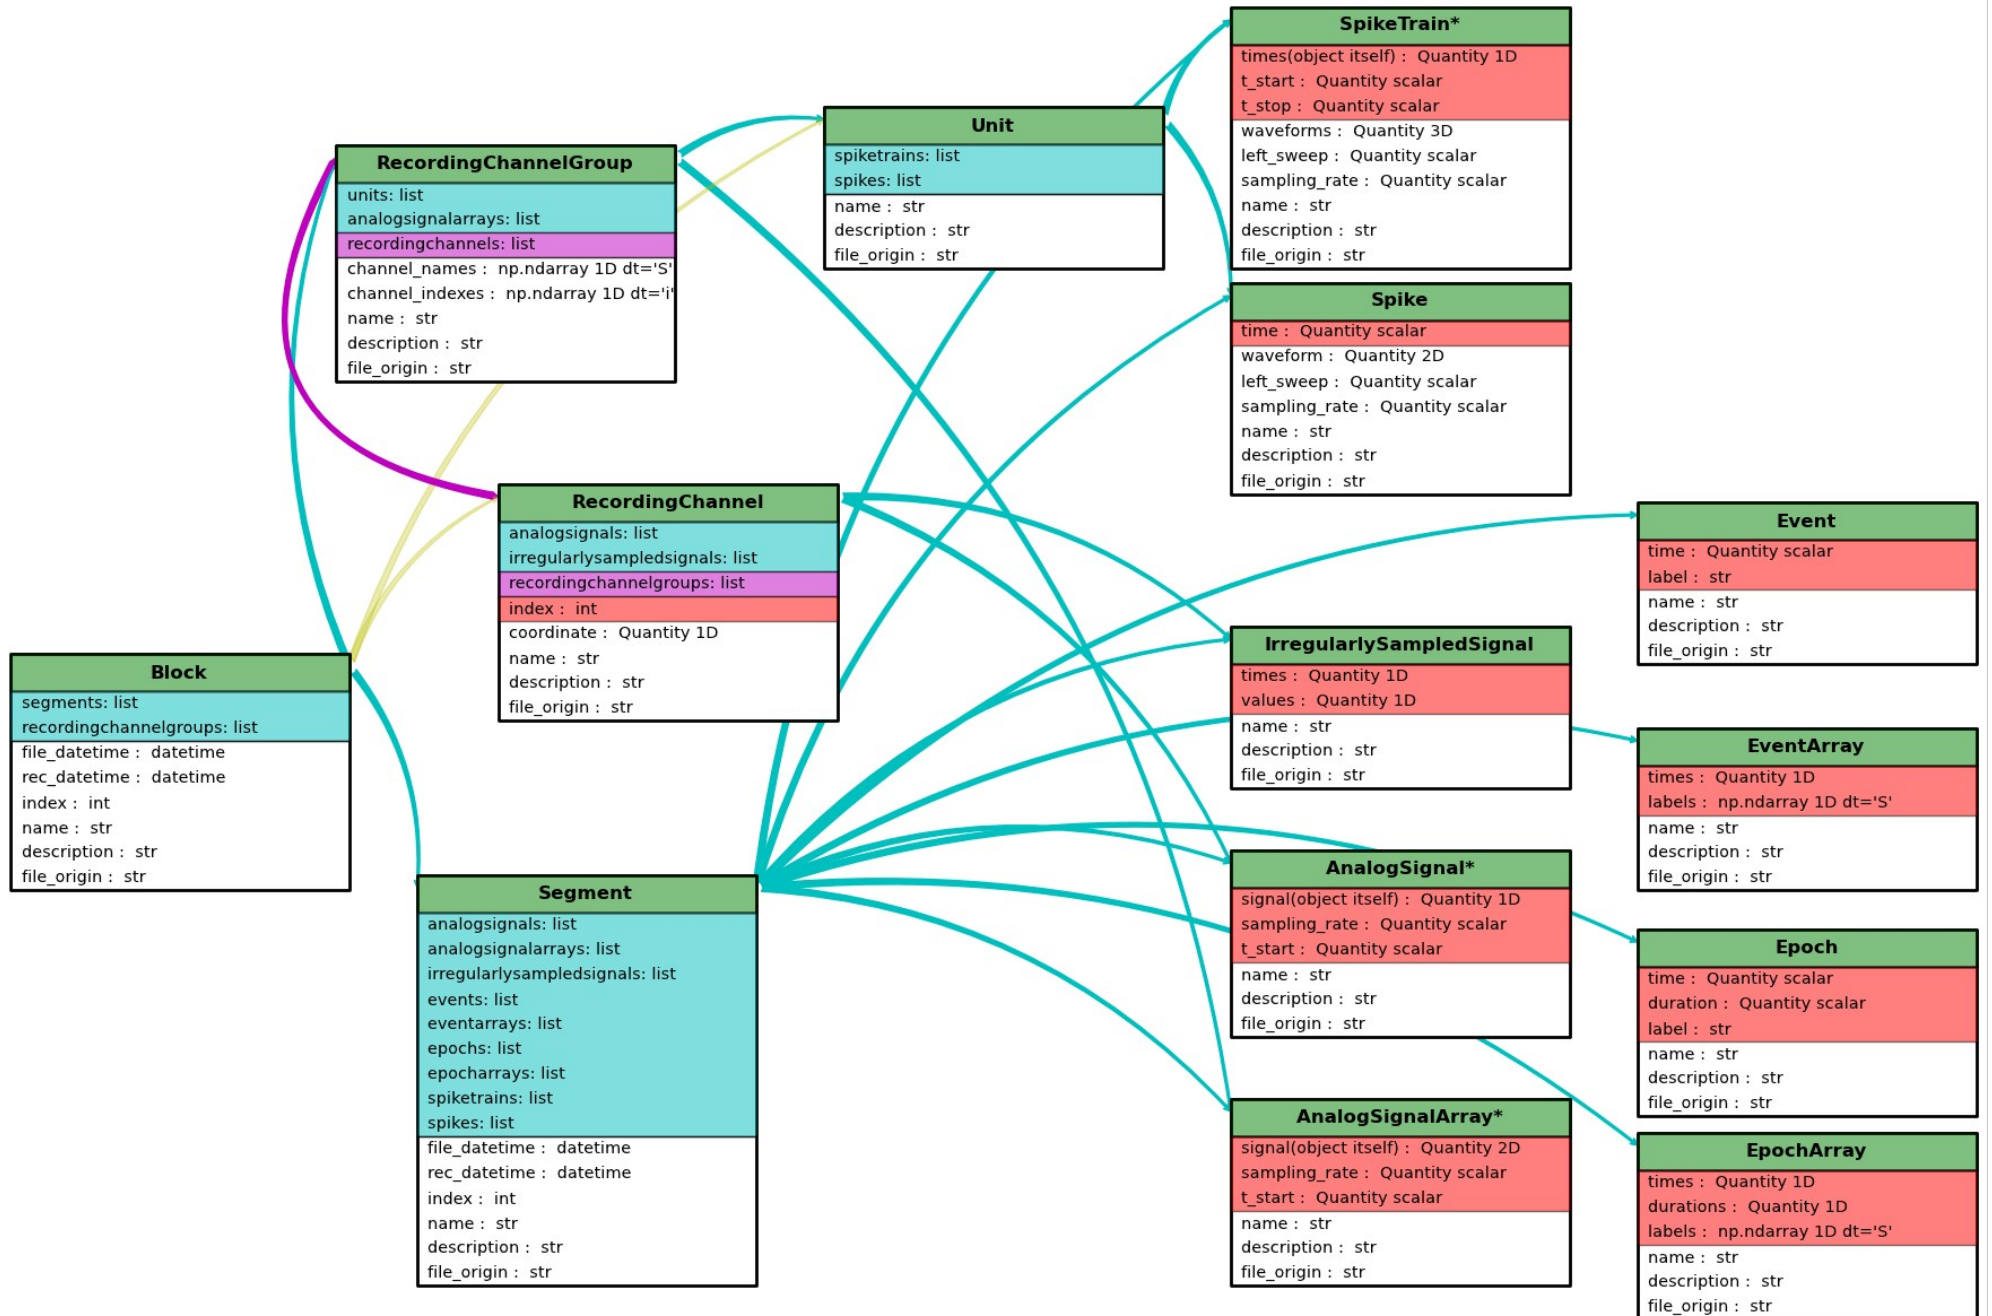 SpikeTrain*
times(object itself) :  Quantity 1D
t_start :  Quantity scalar
t_stop :  Quantity scalar
waveforms :  Quantity 3D
left_sweep :  Quantity scalar
sampling_rate :  Quantity scalar
name :  str
description :  str
file_origin :  str
Unit
spiketrains: list
spikes: list
name :  str
description :  str
file_origin :  str
RecordingChannelGroup
units: list
analogsignalarrays: list
recordingchannels: list
channel_names :  np.ndarray 1D dt='S'
channel_indexes :  np.ndarray 1D dt='i'
name :  str
description :  str
file_origin :  str
Spike
time :  Quantity scalar
waveform :  Quantity 2D
left_sweep :  Quantity scalar
sampling_rate :  Quantity scalar
name :  str
description :  str
file_origin :  str
RecordingChannel
analogsignals: list
irregularlysampledsignals: list
recordingchannelgroups: list
index :  int
coordinate :  Quantity 1D
name :  str
description :  str
file_origin :  str
Event
time :  Quantity scalar
label :  str
name :  str
description :  str
file_origin :  str
IrregularlySampledSignal
times :  Quantity 1D
values :  Quantity 1D
name :  str
description :  str
file_origin :  str
Block
segments: list
recordingchannelgroups: list
file_datetime :  datetime
rec_datetime :  datetime
index :  int
name :  str
description :  str
file_origin :  str
EventArray
times :  Quantity 1D
labels :  np.ndarray 1D dt='S'
name :  str
description :  str
file_origin :  str
AnalogSignal*
signal(object itself) :  Quantity 1D
sampling_rate :  Quantity scalar
t_start :  Quantity scalar
name :  str
description :  str
file_origin :  str
Segment
analogsignals: list
analogsignalarrays: list
irregularlysampledsignals: list
events: list
eventarrays: list
epochs: list
epocharrays: list
spiketrains: list
spikes: list
file_datetime :  datetime
rec_datetime :  datetime
index :  int
name :  str
description :  str
file_origin :  str
Epoch
time :  Quantity scalar
duration :  Quantity scalar
label :  str
name :  str
description :  str
file_origin :  str
AnalogSignalArray*
signal(object itself) :  Quantity 2D
sampling_rate :  Quantity scalar
t_start :  Quantity scalar
name :  str
description :  str
file_origin :  str
EpochArray
times :  Quantity 1D
durations :  Quantity 1D
labels :  np.ndarray 1D dt='S'
name :  str
description :  str
file_origin :  str